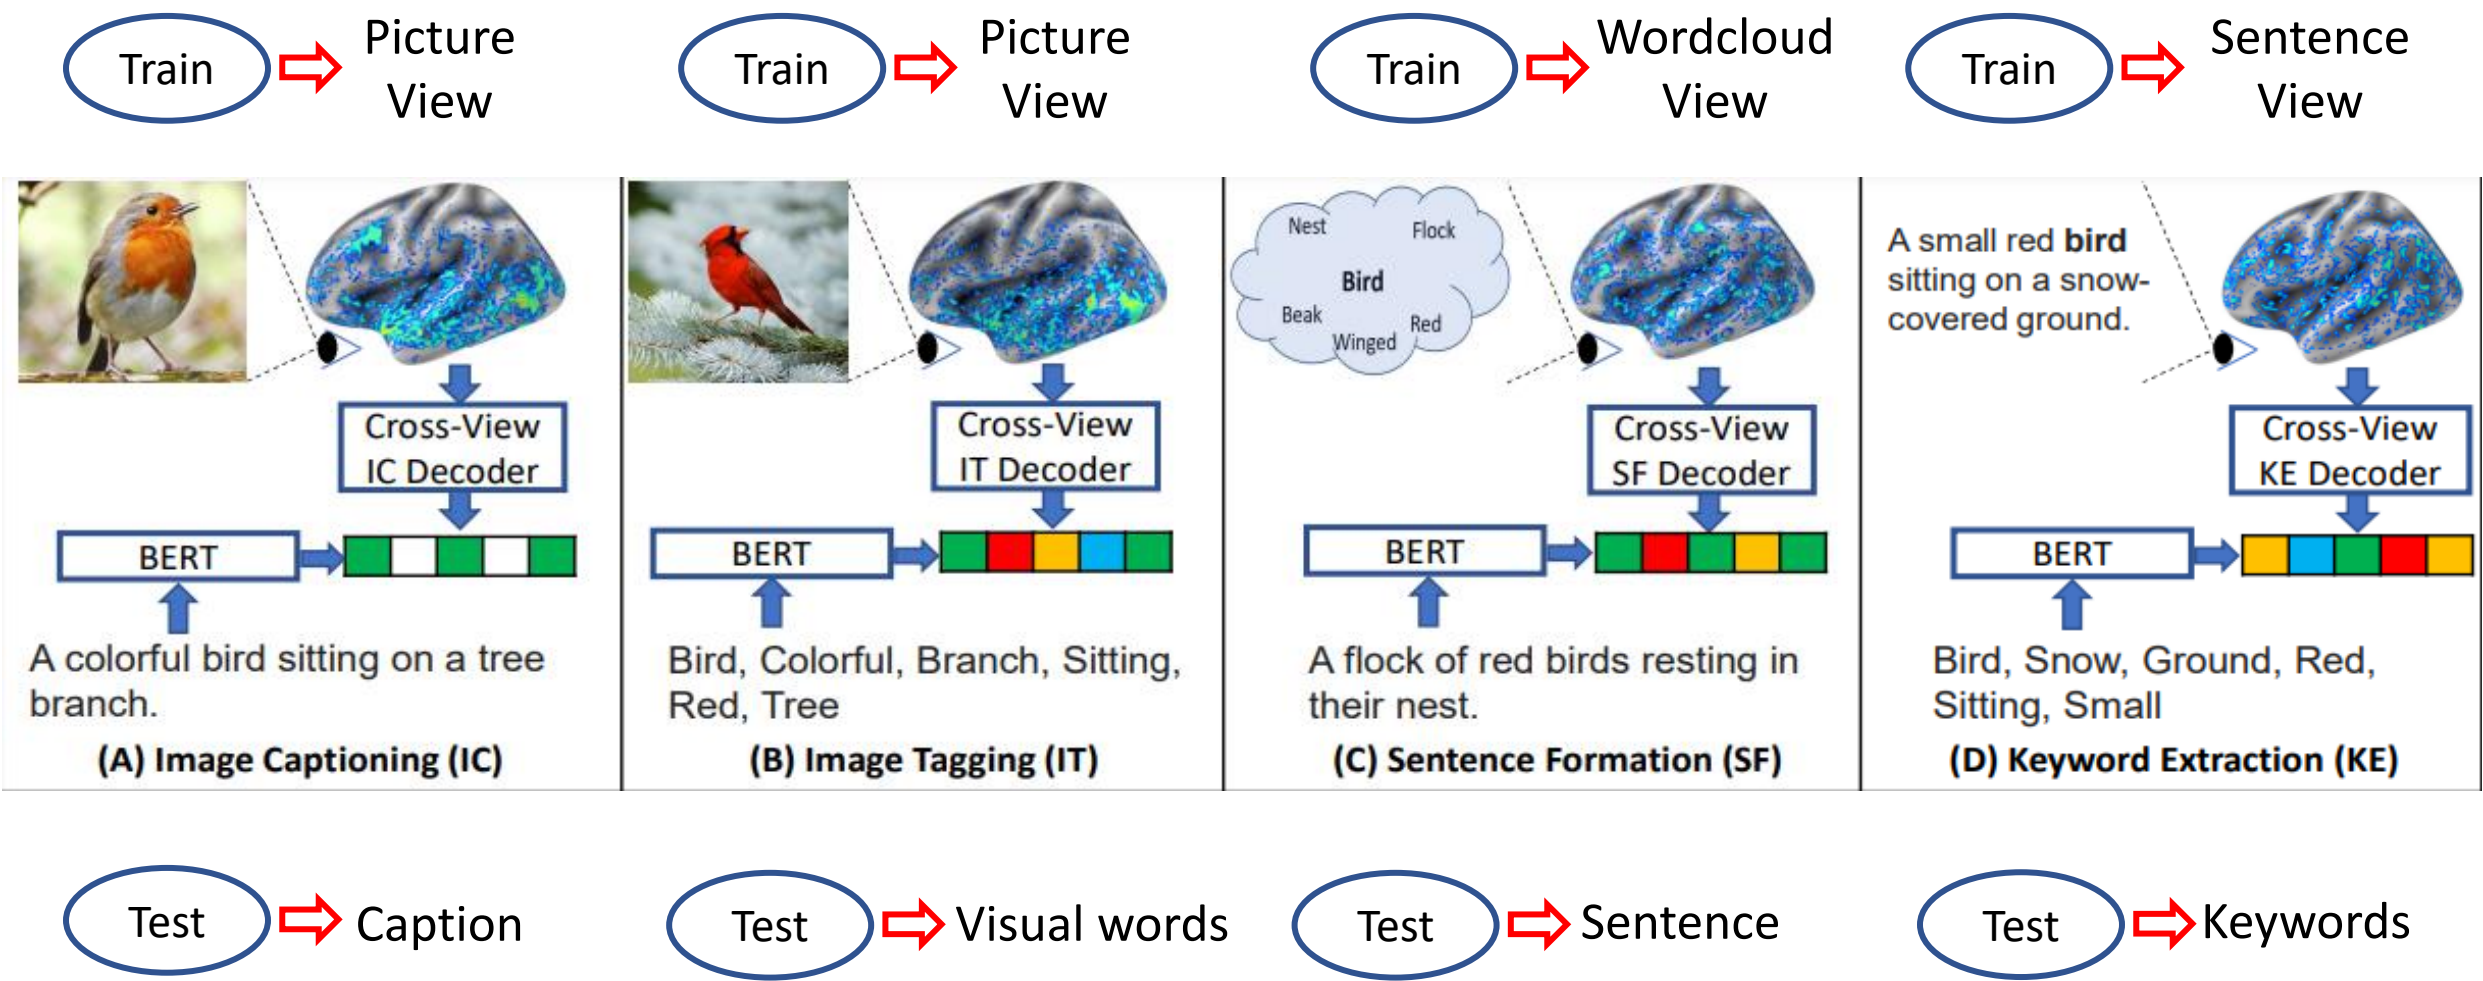 Train
Picture
View
Train
Picture
View
Train
Wordcloud
View
Train
Sentence
View
Cross-View
IC Decoder
BERT
A colorful bird sitting on a tree
branch.
(A) Image Captioning (IC)
Cross-View
IT Decoder
BERT
Bird, Colorful, Branch, Sitting,
Red, Tree
(B) Image Tagging (IT)
Nest
Flock
Bird
Beak
Red
Winged
Cross-View
SF Decoder
BERT
A flock of red birds resting in
their nest.
(C) Sentence Formation (SF)
A small red bird
sitting on a snow-
covered ground.
Cross-View
KE Decoder
BERT
Bird, Snow, Ground, Red,
Sitting, Small
(D) Keyword Extraction (KE)
Test
Caption
Test
Visual words
Test
Sentence
Test
Keywords